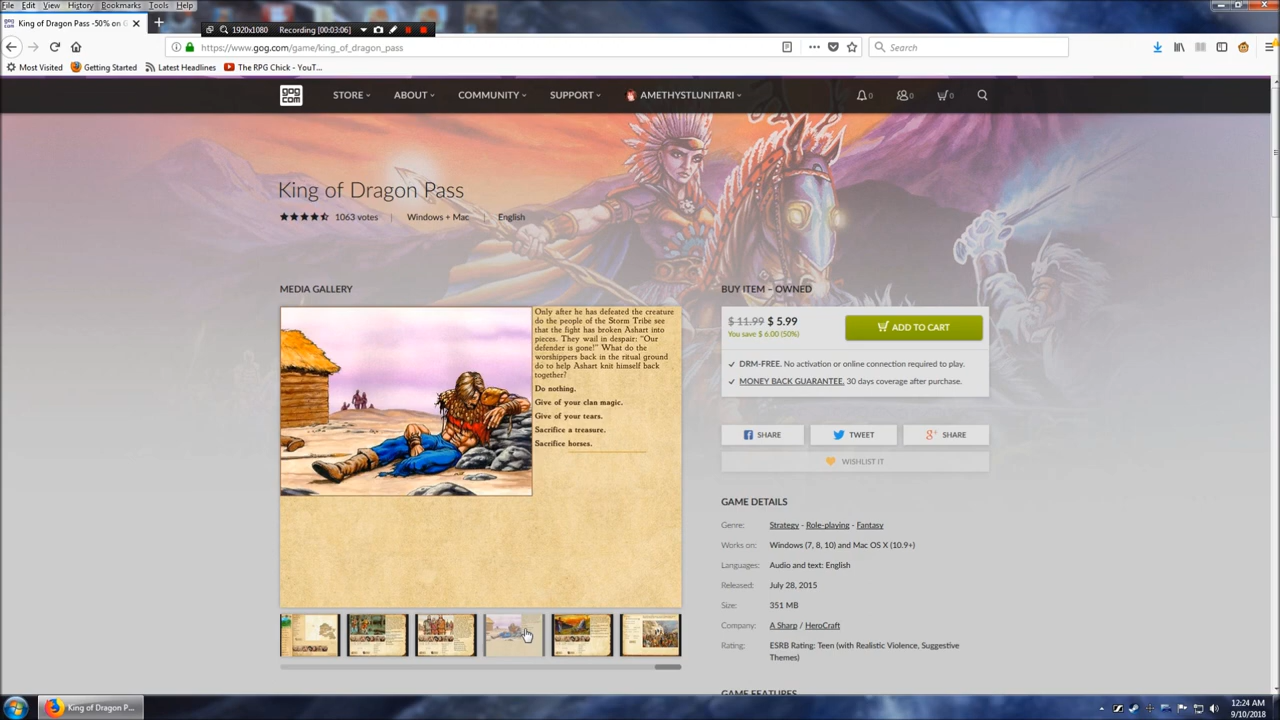 File Edit View History Bookmarks Tools Help
King of Dragon Pass -50% on G
1920x1080 Recording [00:03:06]
https://www.gog.com/game/king_of_dragon_pass
Search
Most Visited Getting Started Latest Headlines The RPG Chick - YouT...
gog com STORE ABOUT COMMUNITY SUPPORT AMETHYSTLUNITARI 0 0 0
King of Dragon Pass
1063 votes Windows + Mac English
MEDIA GALLERY
Only after he has defeated the creature
do the people of the Storm Tribe see
that the fight has broken Ashart into
pieces. They wail in despair: "Our
defender is gone!" What do the
worshippers back in the ritual ground
do to help Ashart knit himself back
together?
Do nothing.
Give of your clan magic.
Give of your tears.
Sacrifice a treasure.
Sacrifice horses.
BUY ITEM – OWNED
$ 11.99 $ 5.99
You save $ 6.00 (50%)
ADD TO CART
DRM-FREE. No activation or online connection required to play.
MONEY BACK GUARANTEE. 30 days coverage after purchase.
SHARE TWEET SHARE
WISHLIST IT
GAME DETAILS
Genre: Strategy - Role-playing - Fantasy
Works on: Windows (7, 8, 10) and Mac OS X (10.9+)
Languages: Audio and text: English
Released: July 28, 2015
Size: 351 MB
Company: A Sharp / HeroCraft
Rating: ESRB Rating: Teen (with Realistic Violence, Suggestive
Themes)
GAME FEATURES
King of Dragon P...
12:24 AM
9/10/2018